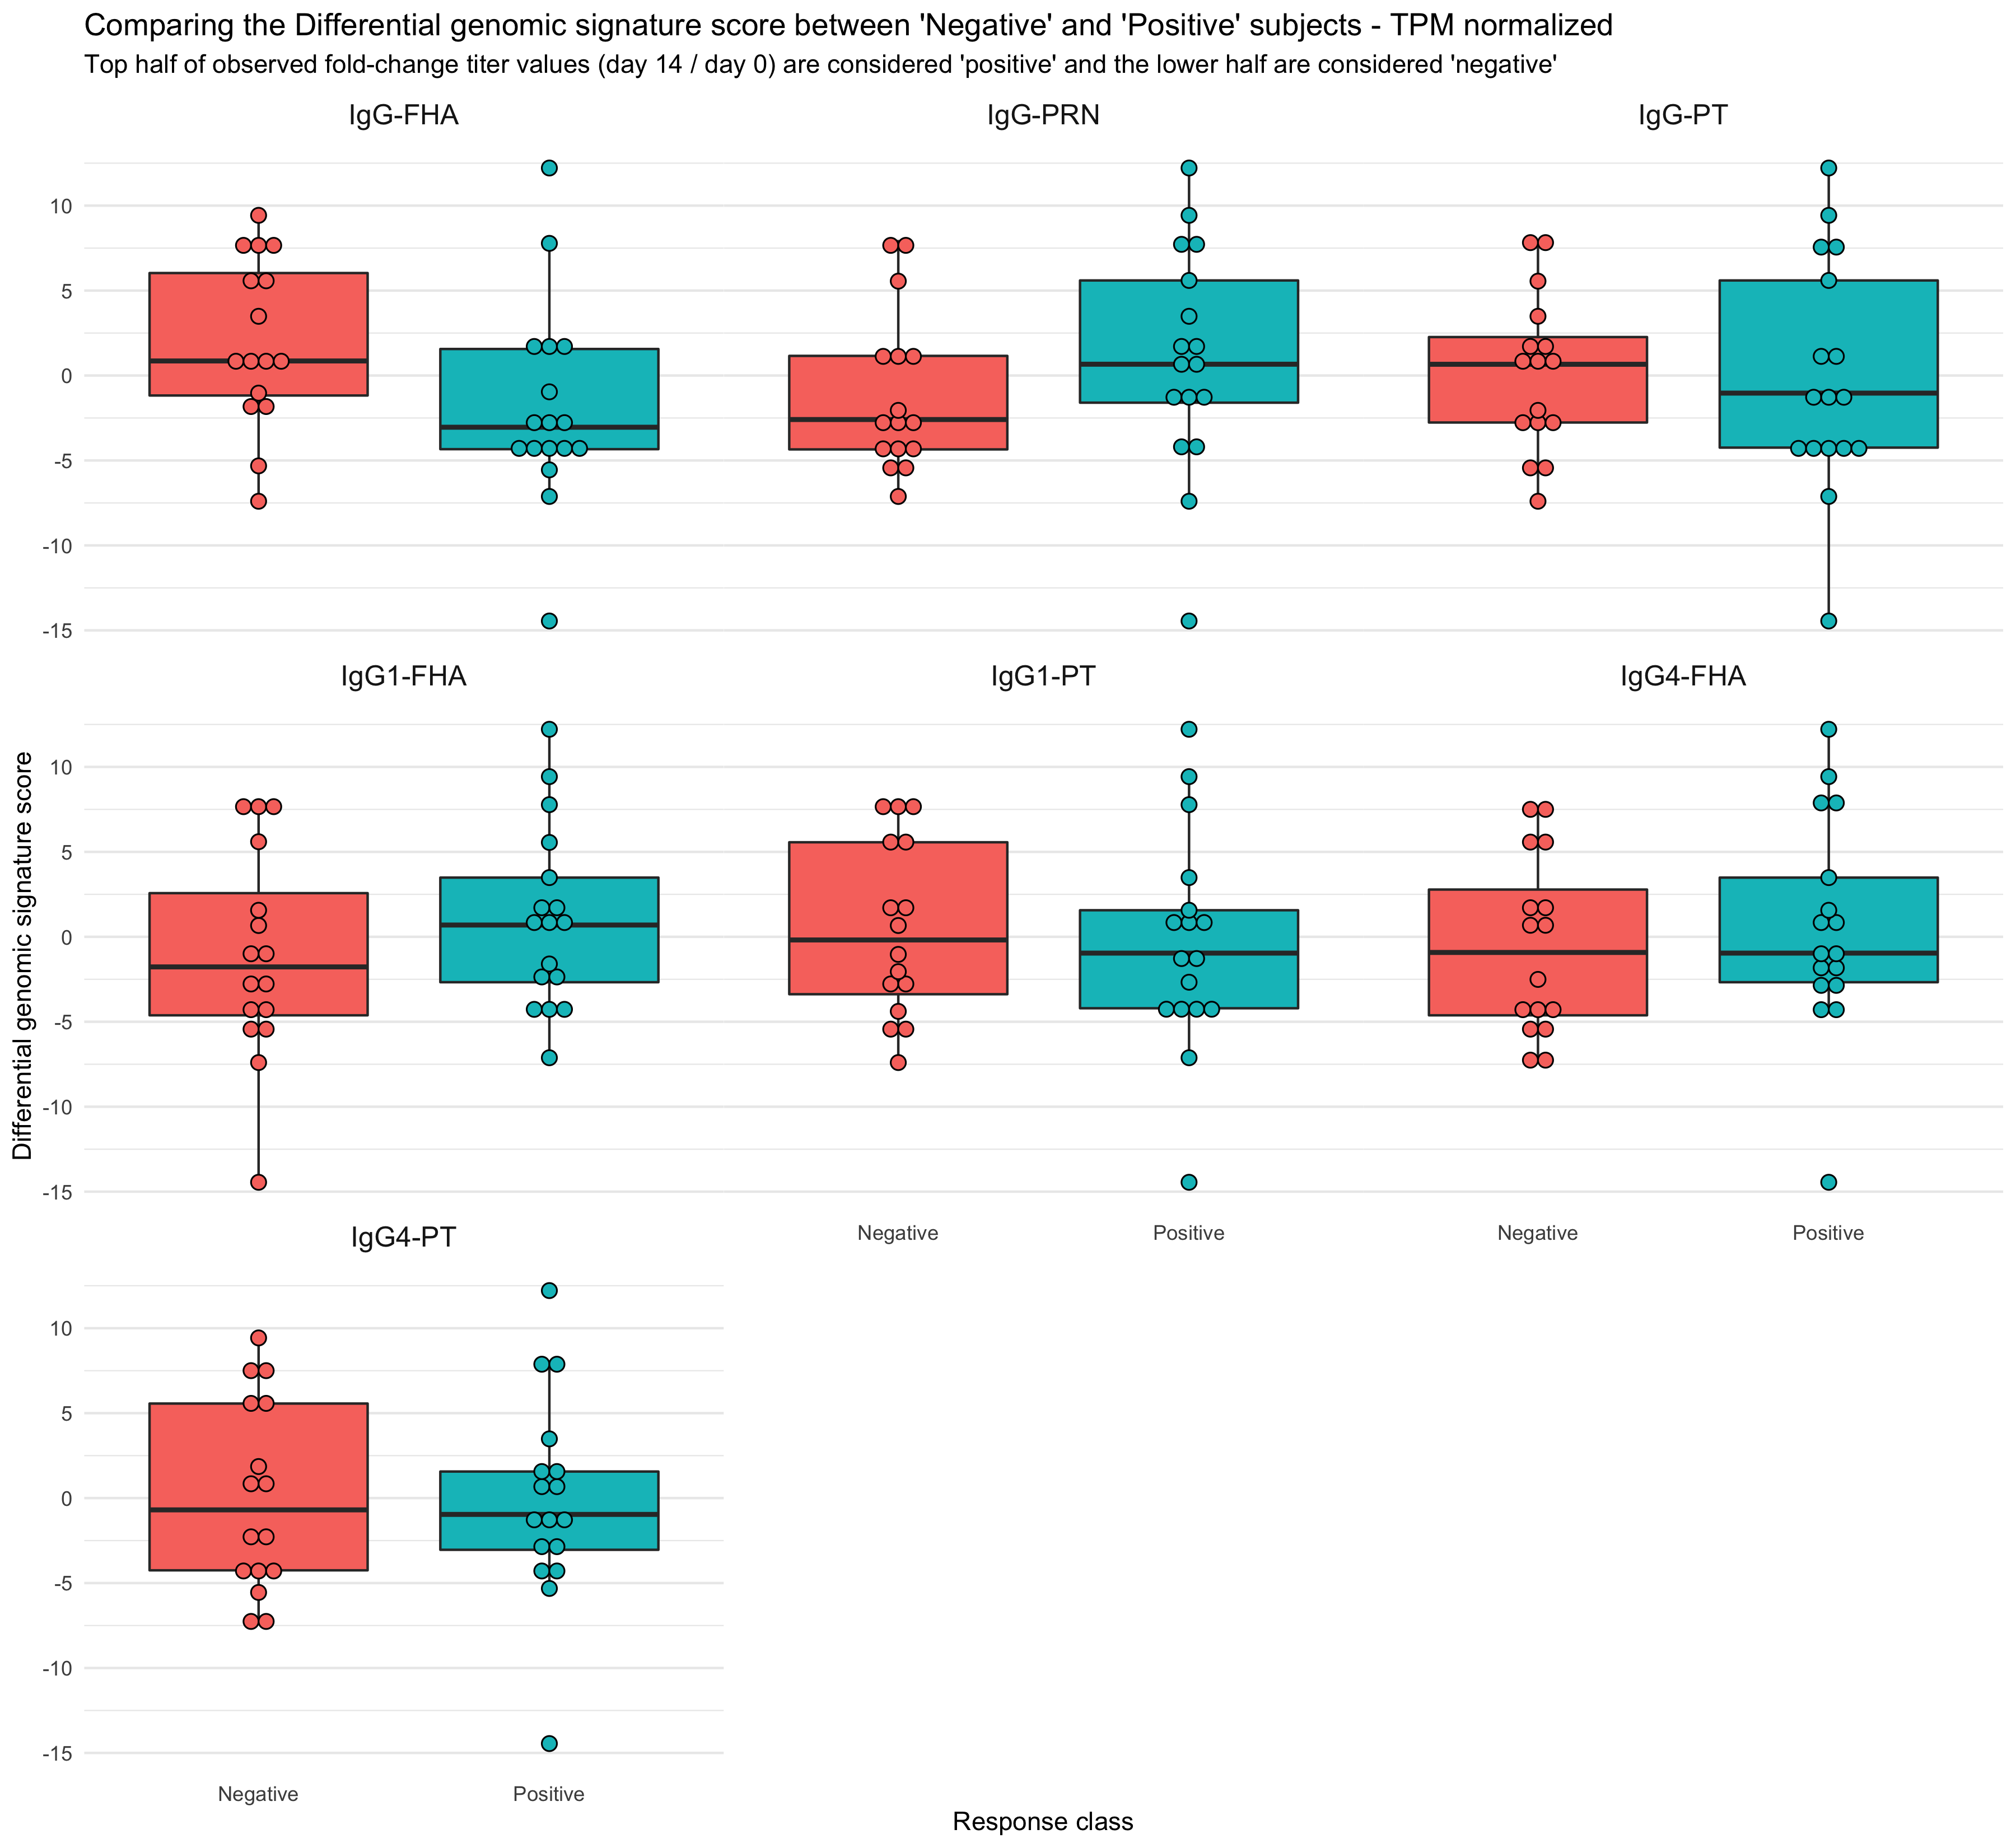 Comparing the Differential genomic signature score between 'Negative' and 'Positive' subjects - TPM normalized
Top half of observed fold-change titer values (day 14 / day 0) are considered 'positive' and the lower half are considered 'negative'
IgG-FHA
IgG-PRN
IgG-PT
10
5
0
-5
-10
-15
IgG1-FHA
IgG1-PT
IgG4-FHA
Differential genomic signature score
10
5
0
-5
-10
-15
Negative
Positive
Negative
Positive
IgG4-PT
10
5
0
-5
-10
-15
Negative
Positive
Response class